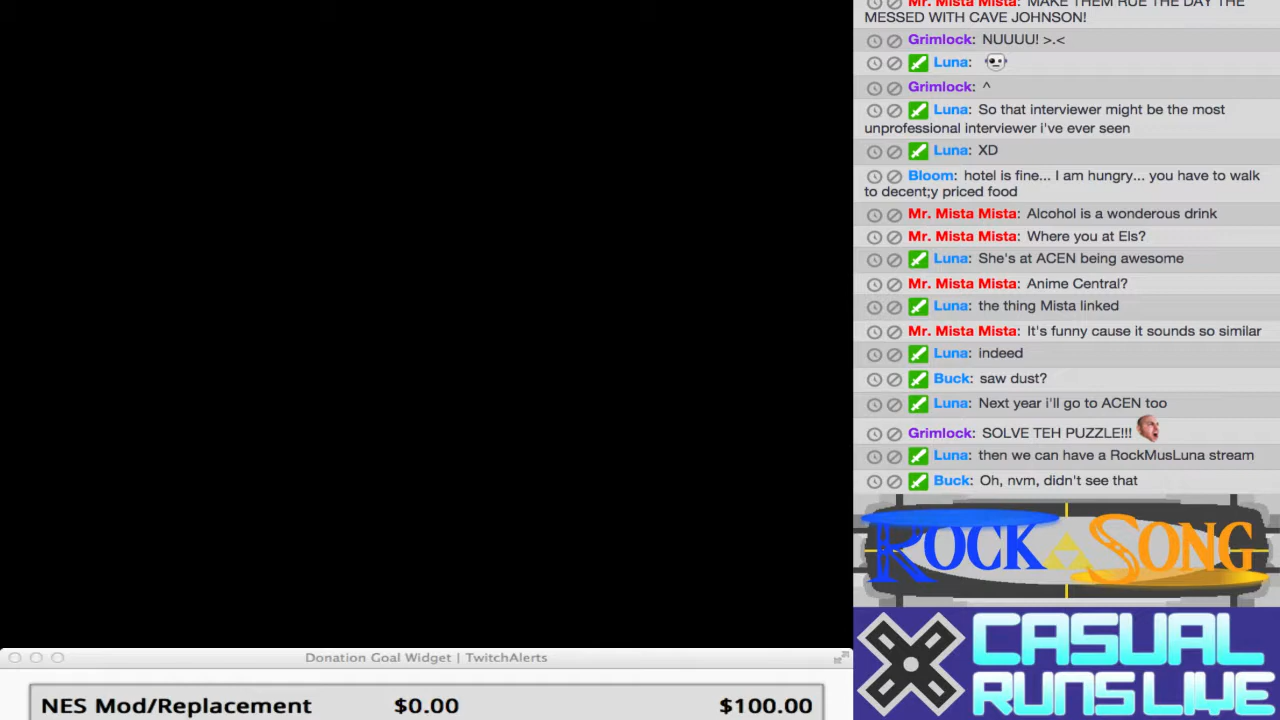 Mr. Mista Mista: MAKE THEM RUE THE DAY THE
MESSED WITH CAVE JOHNSON!
Grimlock: NUUUU! >.<
Luna:
Grimlock: ^
Luna: So that interviewer might be the most
unprofessional interviewer i've ever seen
Luna: XD
Bloom: hotel is fine... I am hungry... you have to walk
to decent;y priced food
Mr. Mista Mista: Alcohol is a wonderous drink
Mr. Mista Mista: Where you at Els?
Luna: She's at ACEN being awesome
Mr. Mista Mista: Anime Central?
Luna: the thing Mista linked
Mr. Mista Mista: It's funny cause it sounds so similar
Luna: indeed
Buck: saw dust?
Luna: Next year i'll go to ACEN too
Grimlock: SOLVE TEH PUZZLE!!!
Luna: then we can have a RockMusLuna stream
Buck: Oh, nvm, didn't see that
ROCK SONG
CASUAL
RUNS LIVE
Donation Goal Widget | TwitchAlerts
NES Mod/Replacement $0.00 $100.00